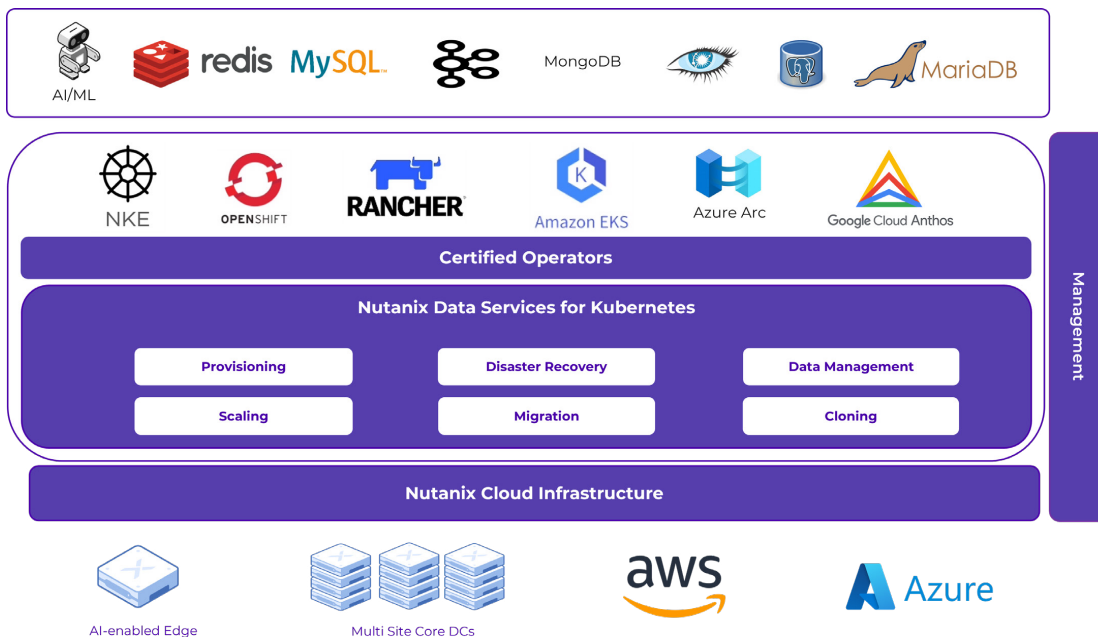 AI/ML
redis
MySQL™
MongoDB
MariaDB
NKE
OPENSHIFT
RANCHER®
K
Amazon EKS
Azure Arc
Google Cloud Anthos
Certified Operators
Nutanix Data Services for Kubernetes
Provisioning
Disaster Recovery
Data Management
Scaling
Migration
Cloning
Management
Nutanix Cloud Infrastructure
aws
Azure
AI-enabled Edge
Multi Site Core DCs